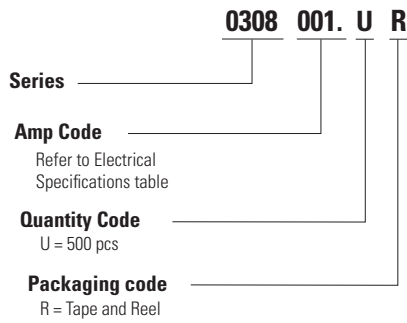 0308 001. U R
Series
Amp Code
Refer to Electrical
Specifications table
Quantity Code
U = 500 pcs
Packaging code
R = Tape and Reel